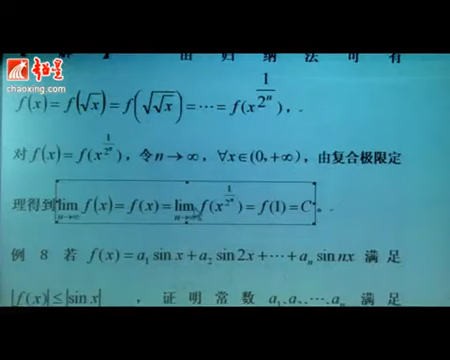 超星
chaoxing.com
【 解 】 由 归 纳 法 可 有
f(x) = f(√x) = f(√√x) = ⋯ = f(x^{1/2^n}),
对 f(x) = f(x^{1/2^n}), 令 n → ∞, ∀x∈(0,+∞), 由复合极限定
理得到 lim_{n→∞} f(x) = f(x) = lim_{n→∞} f(x^{1/2^n}) = f(1) = C。
例 8 若 f(x) = a₁ sin x + a₂ sin 2x + ⋯ + aₙ sin nx 满足
|f(x)| ≤ |sin x| , 证明常数 a₁、a₂、⋯、aₙ 满足